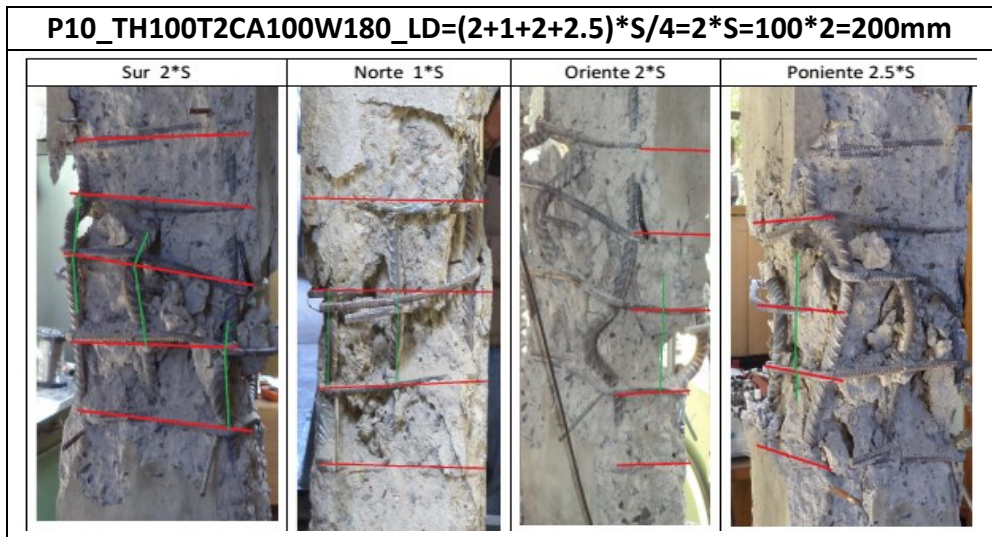 P10_TH100T2CA100W180_LD=(2+1+2+2.5)*S/4=2*S=100*2=200mm
Sur 2*S
Norte 1*S
Oriente 2*S
Poniente 2.5*S